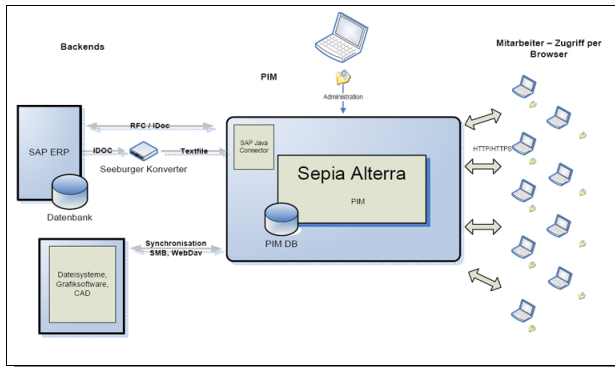 Backends
PIM
Mitarbeiter – Zugriff per
Browser
Administration
RFC / IDoc
SAP ERP
IDOC
Textfile
Seeburger Konverter
Datenbank
SAP Java
Connector
Sepia Alterra
PIM
PIM DB
HTTP/HTTPS
Synchronisation
SMB, WebDav
Dateisysteme,
Grafiksoftware,
CAD